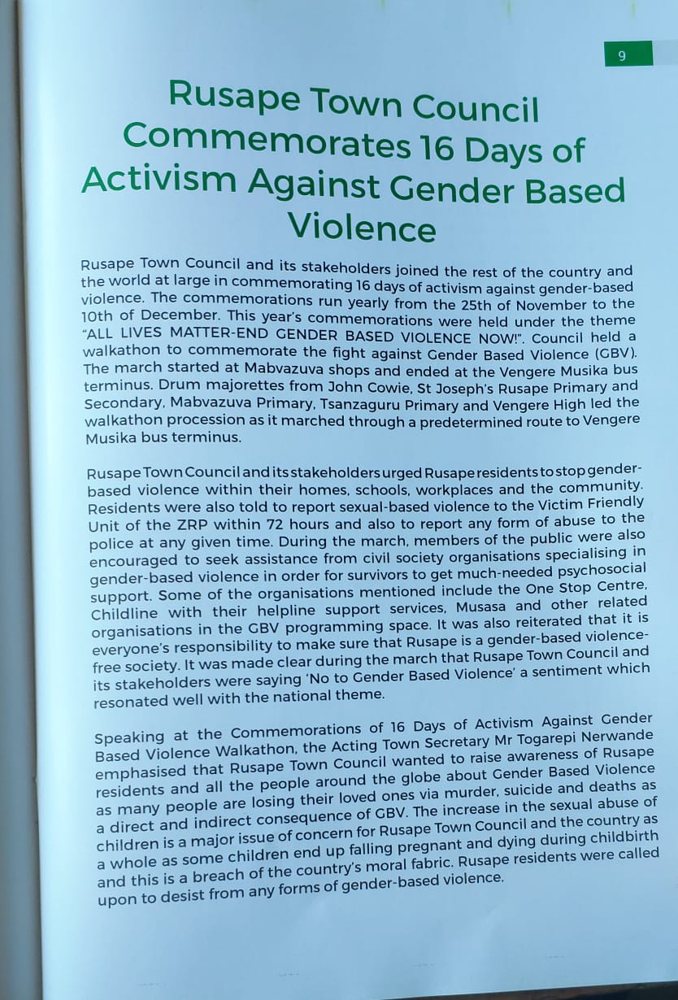 9
Rusape Town Council
Commemorates 16 Days of
Activism Against Gender Based
Violence
Rusape Town Council and its stakeholders joined the rest of the country and
the world at large in commemorating 16 days of activism against gender-based
violence. The commemorations run yearly from the 25th of November to the
10th of December. This year's commemorations were held under the theme
“ALL LIVES MATTER-END GENDER BASED VIOLENCE NOW!”. Council held a
walkathon to commemorate the fight against Gender Based Violence (GBV).
The march started at Mabvazuva shops and ended at the Vengere Musika bus
terminus. Drum majorettes from John Cowie, St Joseph's Rusape Primary and
Secondary, Mabvazuva Primary, Tsanzaguru Primary and Vengere High led the
walkathon procession as it marched through a predetermined route to Vengere
Musika bus terminus.
Rusape Town Council and its stakeholders urged Rusape residents to stop gender-
based violence within their homes, schools, workplaces and the community.
Residents were also told to report sexual-based violence to the Victim Friendly
Unit of the ZRP within 72 hours and also to report any form of abuse to the
police at any given time. During the march, members of the public were also
encouraged to seek assistance from civil society organisations specialising in
gender-based violence in order for survivors to get much-needed psychosocial
support. Some of the organisations mentioned include the One Stop Centre,
Childline with their helpline support services, Musasa and other related
organisations in the GBV programming space. It was also reiterated that it is
everyone's responsibility to make sure that Rusape is a gender-based violence-
free society. It was made clear during the march that Rusape Town Council and
its stakeholders were saying ‘No to Gender Based Violence’ a sentiment which
resonated well with the national theme.
Speaking at the Commemorations of 16 Days of Activism Against Gender
Based Violence Walkathon, the Acting Town Secretary Mr Togarepi Nerwande
emphasised that Rusape Town Council wanted to raise awareness of Rusape
residents and all the people around the globe about Gender Based Violence
as many people are losing their loved ones via murder, suicide and deaths as
a direct and indirect consequence of GBV. The increase in the sexual abuse of
children is a major issue of concern for Rusape Town Council and the country as
a whole as some children end up falling pregnant and dying during childbirth
and this is a breach of the country's moral fabric. Rusape residents were called
upon to desist from any forms of gender-based violence.